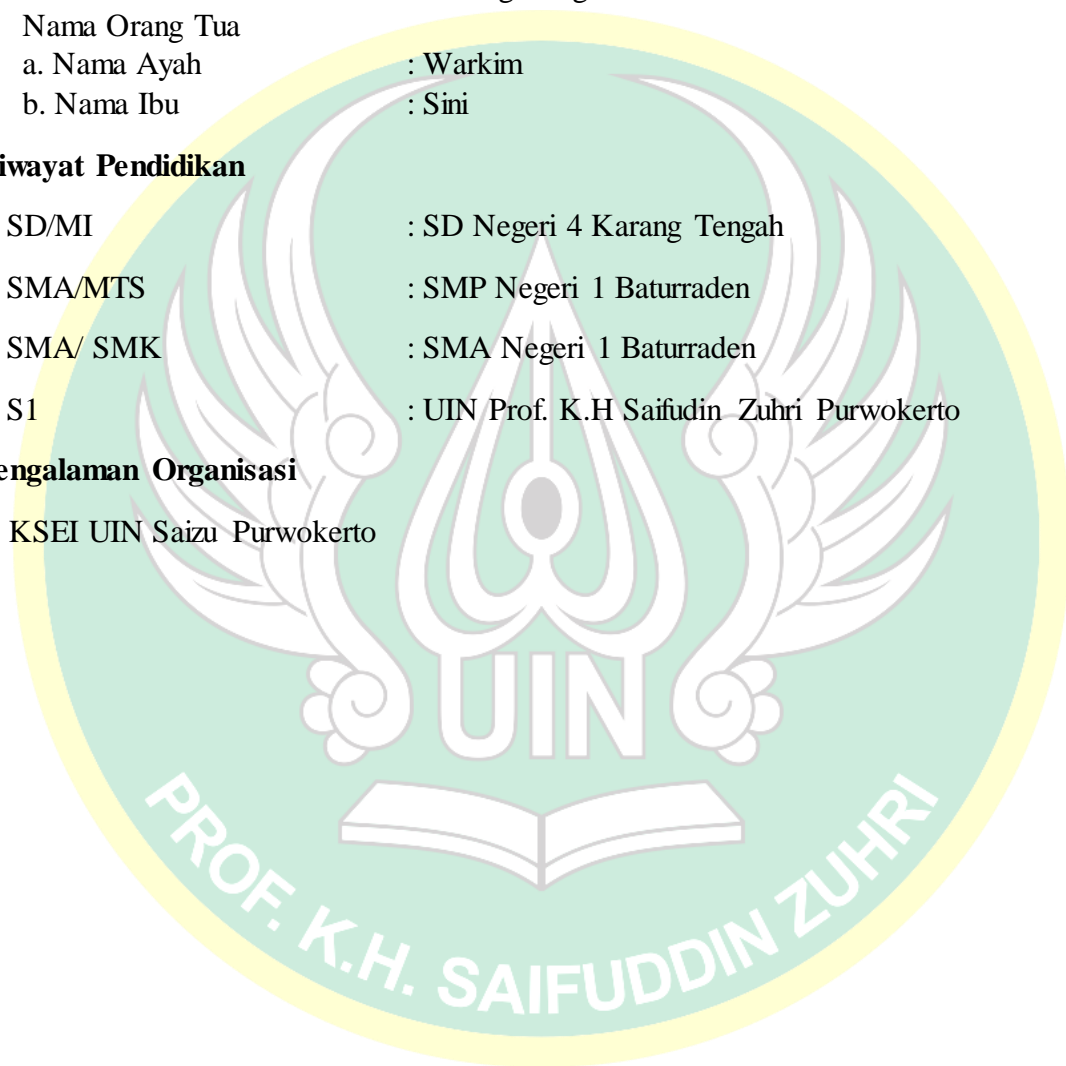 Nama Orang Tua
a. Nama Ayah : Warkim
b. Nama Ibu : Sini
iwayat Pendidikan
SD/MI : SD Negeri 4 Karang Tengah
SMA/MTS : SMP Negeri 1 Baturraden
SMA/ SMK : SMA Negeri 1 Baturraden
S1 : UIN Prof. K.H Saifudin Zuhri Purwokerto
engalaman Organisasi
KSEI UIN Saizu Purwokerto
UIN
PROF. K.H. SAIFUDDIN ZUHRI